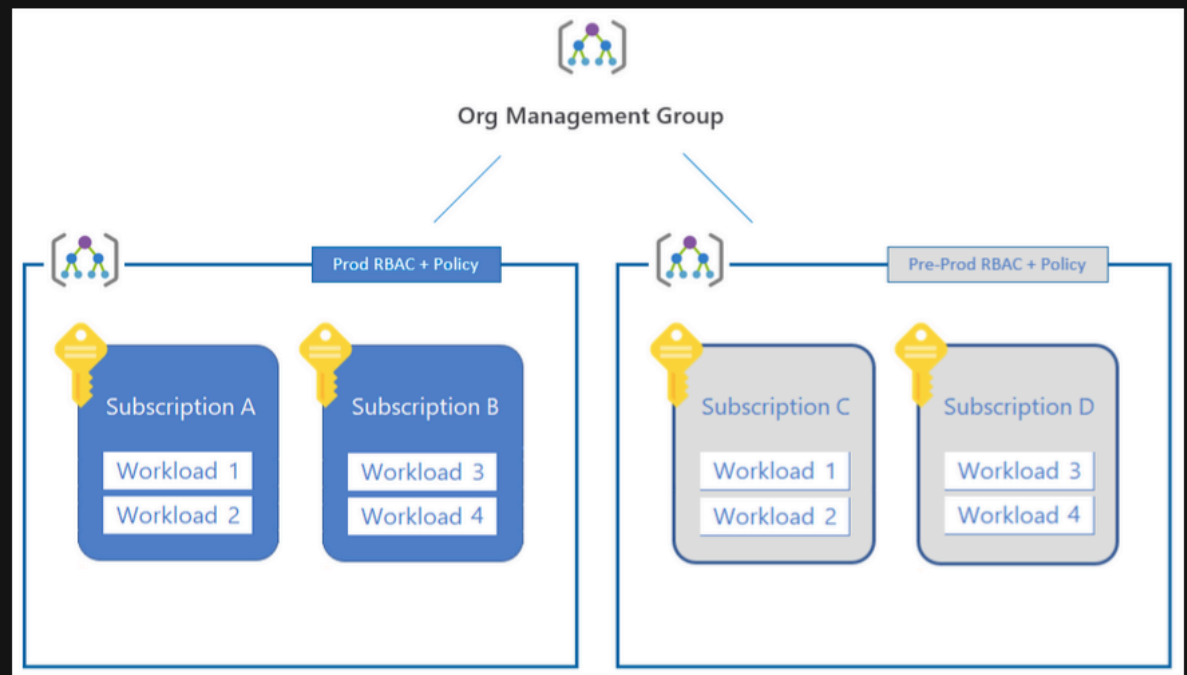 Org Management Group
Prod RBAC + Policy
Pre-Prod RBAC + Policy
Subscription A
Workload 1
Workload 2
Subscription B
Workload 3
Workload 4
Subscription C
Workload 1
Workload 2
Subscription D
Workload 3
Workload 4